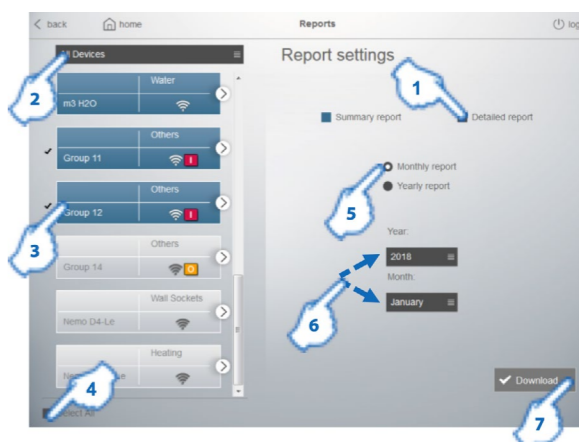 back
home
Reports
log
Devices
Water
m3 H2O
Others
Group 11
I
Others
Group 12
I
Others
Group 14
O
Wall Sockets
Nemo D4-Le
Heating
Report settings
Summary report
Detailed report
Monthly report
Yearly report
Year:
2018
Month:
January
Download
1
2
3
4
5
6
7